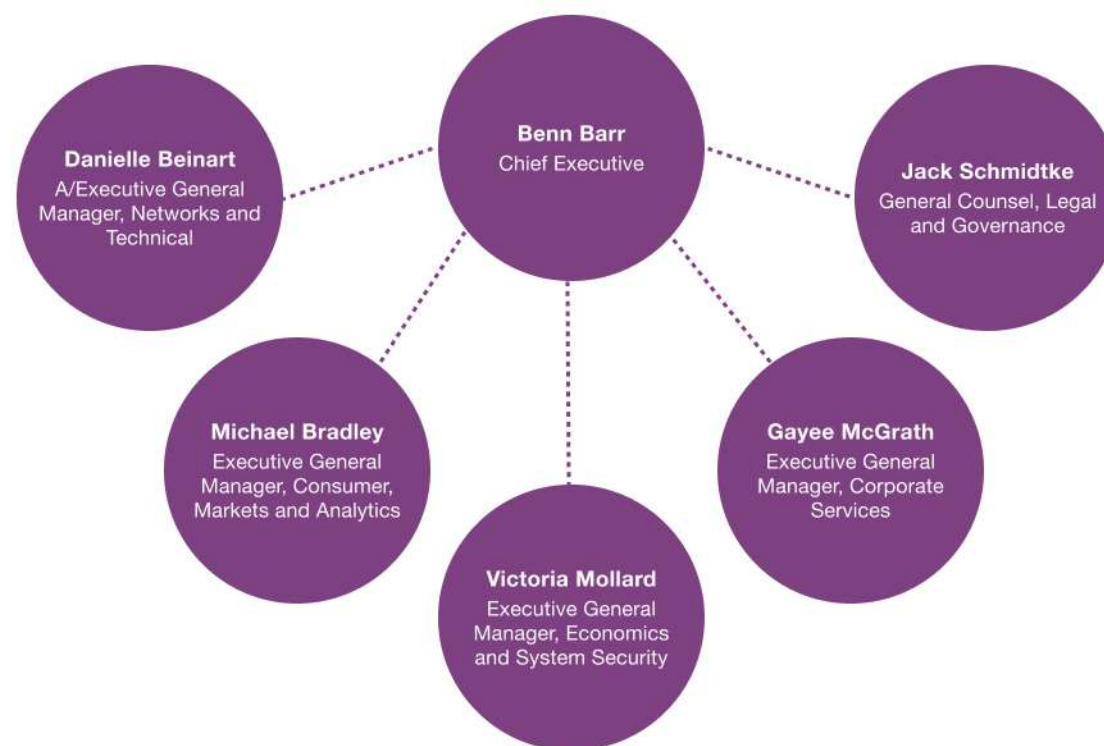 Benn Barr
Chief Executive
Danielle Beinart
A/Executive General
Manager, Networks and
Technical
Jack Schmidtke
General Counsel, Legal
and Governance
Michael Bradley
Executive General
Manager, Consumer,
Markets and Analytics
Gayee McGrath
Executive General
Manager, Corporate
Services
Victoria Mollard
Executive General
Manager, Economics
and System Security